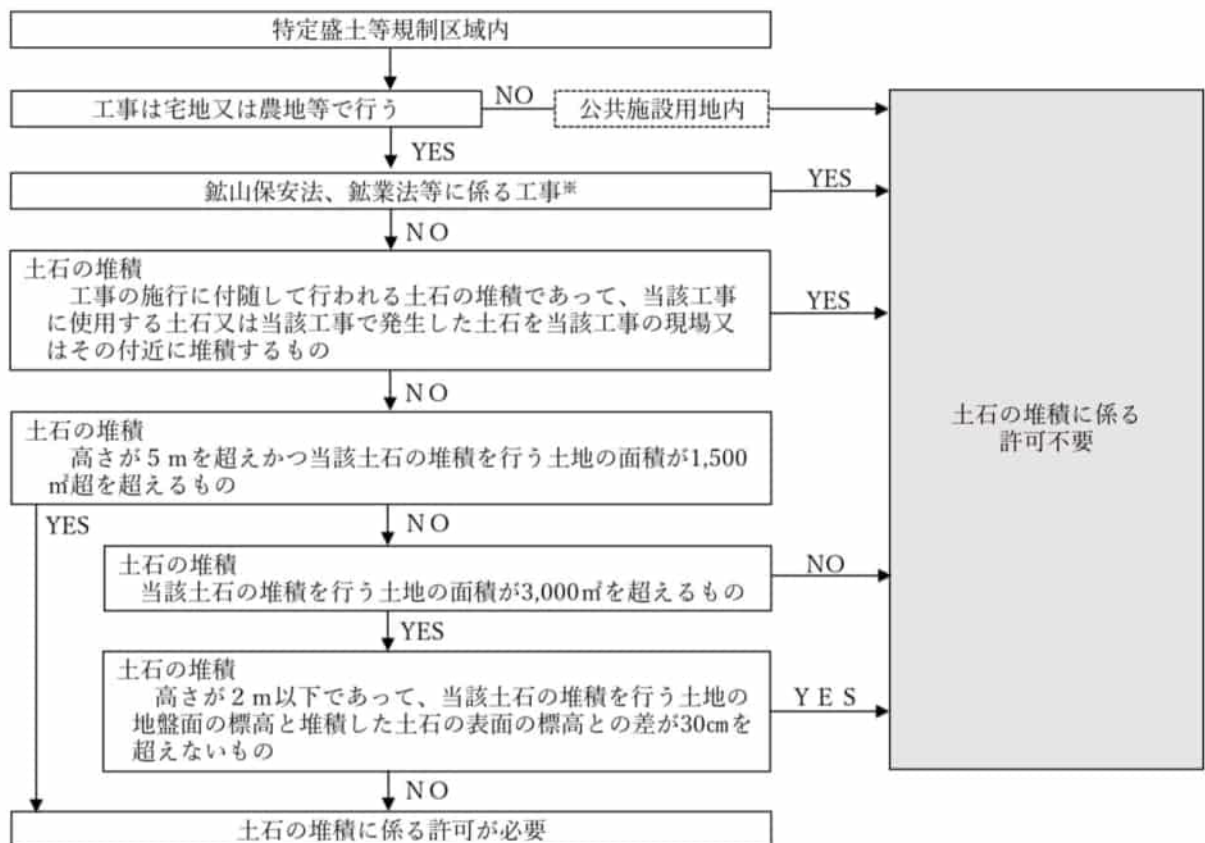 特定盛土等規制区域内
工事は宅地又は農地等で行う
NO
公共施設用地内
YES
鉱山保安法、鉱業法等に係る工事※
YES
NO
土石の堆積
工事の施行に付随して行われる土石の堆積であって、当該工事
に使用する土石又は当該工事で発生した土石を当該工事の現場又
はその付近に堆積するもの
YES
NO
土石の堆積
高さが5mを超えかつ当該土石の堆積を行う土地の面積が1,500
㎡超を超えるもの
YES
NO
土石の堆積
当該土石の堆積を行う土地の面積が3,000㎡を超えるもの
NO
YES
土石の堆積
高さが2m以下であって、当該土石の堆積を行う土地の
地盤面の標高と堆積した土石の表面の標高との差が30㎝を
超えないもの
YES
NO
土石の堆積に係る許可が必要
土石の堆積に係る
許可不要